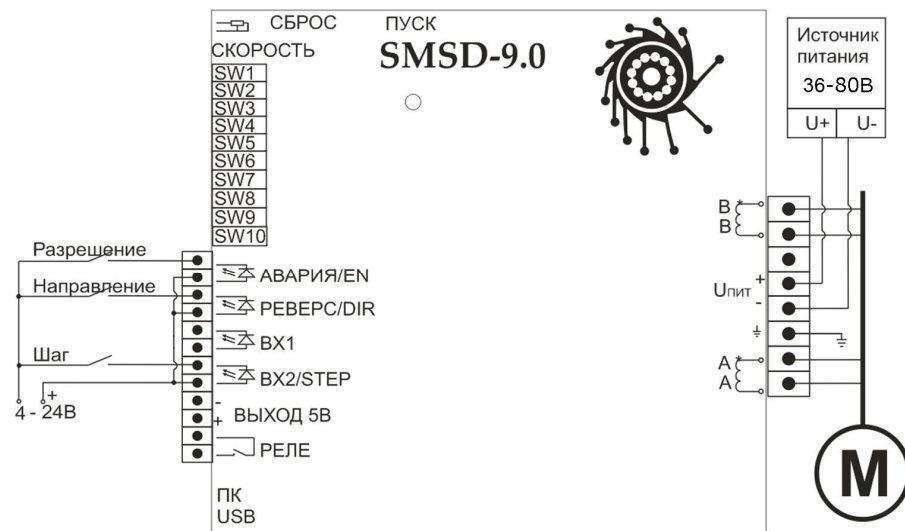 СБРОС
ПУСК
СКОРОСТЬ
SMSD-9.0
SW1
SW2
SW3
SW4
SW5
SW6
SW7
SW8
SW9
SW10
Разрешение
Направление
Шаг
+
4 - 24В
АВАРИЯ/EN
РЕВЕРС/DIR
ВХ1
ВХ2/STEP
-
+ ВЫХОД 5В
РЕЛЕ
ПК
USB
Источник
питания
36-80В
U+ U-
B *
B
Uпит +
-
A *
A
M